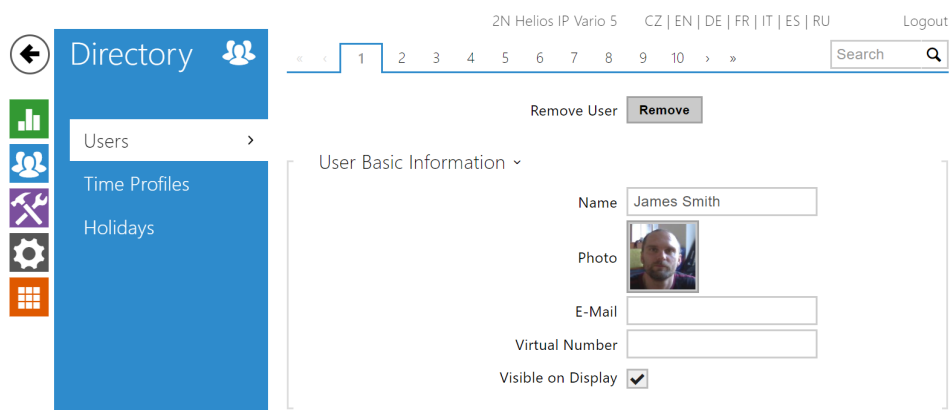 2N Helios IP Vario 5 CZ | EN | DE | FR | IT | ES | RU Logout
Directory
« ‹ 1 2 3 4 5 6 7 8 9 10 › » Search
Remove User Remove
Users ›
User Basic Information
Time Profiles
Name James Smith
Holidays
Photo
E-Mail
Virtual Number
Visible on Display